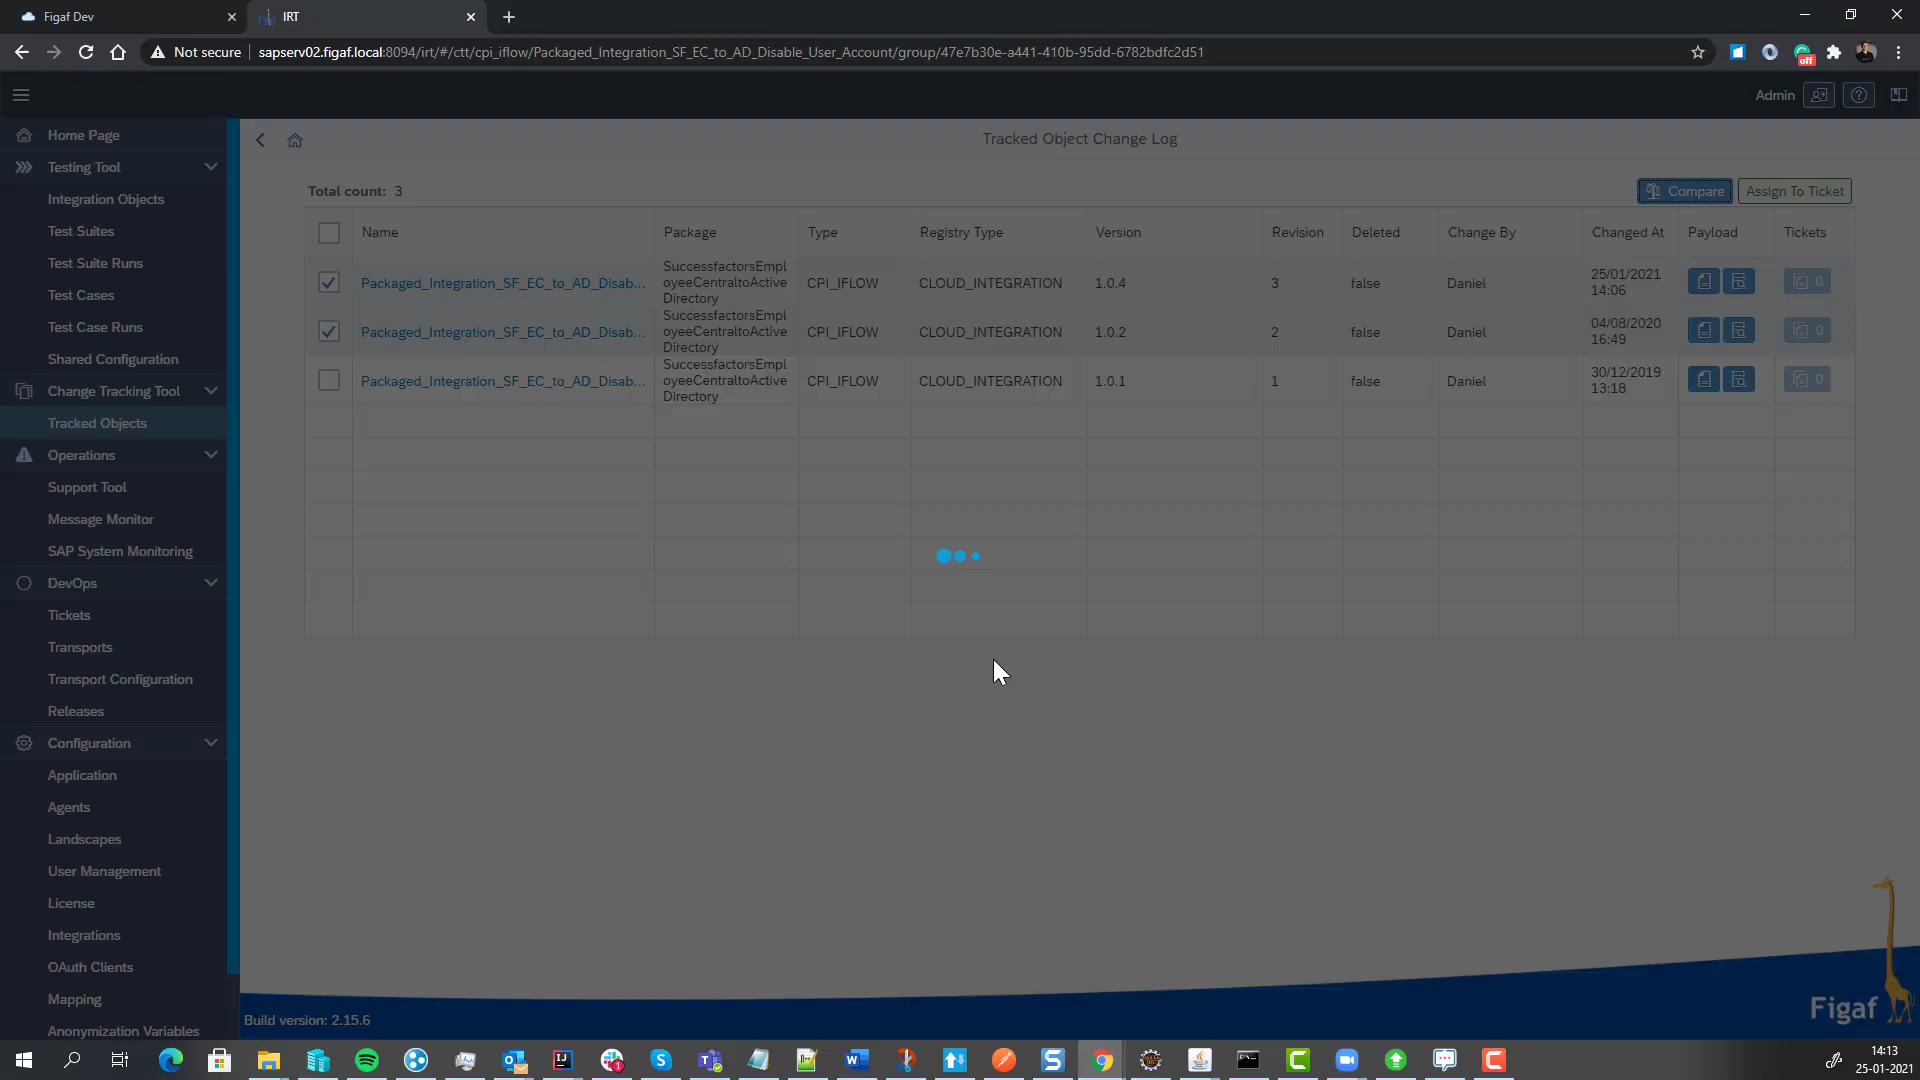 Figaf Dev
IRT
Not secure
sapserv02.figaf.local:8094/irt/#/ctt/cpi_iflow/Packaged_Integration_SF_EC_to_AD_Disable_User_Account/group/47e7b30e-a441-410b-95dd-6782bdfc2d51
off
Admin
Home Page
Testing Tool
Integration Objects
Test Suites
Test Suite Runs
Test Cases
Test Case Runs
Shared Configuration
Change Tracking Tool
Tracked Objects
Operations
Support Tool
Message Monitor
SAP System Monitoring
DevOps
Tickets
Transports
Transport Configuration
Releases
Configuration
Application
Agents
Landscapes
User Management
License
Integrations
OAuth Clients
Mapping
Anonymization Variables
Tracked Object Change Log
Total count: 3
Compare
Assign To Ticket
Name Package Type Registry Type Version Revision Deleted Change By Changed At Payload Tickets
Packaged_Integration_SF_EC_to_AD_Disab...
SuccessfactorsEmpl
oyeeCentraltoActive
Directory
CPI_IFLOW
CLOUD_INTEGRATION
1.0.4
3
false
Daniel
25/01/2021
14:06
0
Packaged_Integration_SF_EC_to_AD_Disab...
SuccessfactorsEmpl
oyeeCentraltoActive
Directory
CPI_IFLOW
CLOUD_INTEGRATION
1.0.2
2
false
Daniel
04/08/2020
16:49
0
Packaged_Integration_SF_EC_to_AD_Disab...
SuccessfactorsEmpl
oyeeCentraltoActive
Directory
CPI_IFLOW
CLOUD_INTEGRATION
1.0.1
1
false
Daniel
30/12/2019
13:18
0
Build version: 2.15.6
Figaf
14:13
25-01-2021